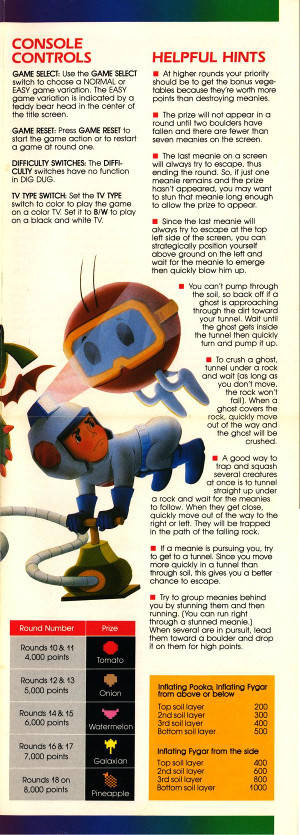 CONSOLE
CONTROLS
GAME SELECT: Use the GAME SELECT
switch to choose a NORMAL or
EASY game variation. The EASY
game variation is indicated by a
teddy bear head in the center of
the title screen.
GAME RESET: Press GAME RESET to
start the game action or to restart
a game at round one.
DIFFICULTY SWITCHES: The DIFFI-
CULTY switches have no function
in DIG DUG.
TV TYPE SWITCH: Set the TV TYPE
switch to color to play the game
on a color TV. Set it to B/W to play
on a black and white TV.
Round Number Prize
Rounds 10 & 11
4,000 points
Tomato
Rounds 12 & 13
5,000 points
Onion
Rounds 14 & 15
6,000 points
Watermelon
Rounds 16 & 17
7,000 points
Galaxian
Rounds 18 on
8,000 points
Pineapple
HELPFUL HINTS
■ At higher rounds your priority
should be to get the bonus vege-
tables because they're worth more
points than destroying meanies.
■ The prize will not appear in a
round until two boulders have
fallen and there are fewer than
seven meanies on the screen.
■ The last meanie on a screen
will always try to escape, thus
ending the round. So, if just one
meanie remains and the prize
hasn't appeared, you may want
to stun that meanie long enough
to allow the prize to appear.
■ Since the last meanie will
always try to escape at the top
left side of the screen, you can
strategically position yourself
above ground on the left and
wait for the meanie to emerge
then quickly blow him up.
■ You can't pump through
the soil, so back off if a
ghost is approaching
through the dirt toward
your tunnel. Wait until
the ghost gets inside
the tunnel then quickly
turn and pump it up.
■ To crush a ghost,
tunnel under a rock
and wait (as long as
you don't move,
the rock won't
fall). When a
ghost covers the
rock, quickly move
out of the way and
the ghost will be
crushed.
■ A good way to
trap and squash
several creatures
at once is to tunnel
straight up under
a rock and wait for the meanies
to follow. When they get close,
quickly move out of the way to the
right or left. They will be trapped
in the path of the falling rock.
■ If a meanie is pursuing you, try
to get to a tunnel. Since you move
more quickly in a tunnel than
through soil, this gives you a better
chance to escape.
■ Try to group meanies behind
you by stunning them and then
running. (You can run right
through a stunned meanie.)
When several are in pursuit, lead
them toward a boulder and drop
it on them for high points.
Inflating Pooka, Inflating Fygar
from above or below
Top soil layer 200
2nd soil layer 300
3rd soil layer 400
Bottom soil layer 500
Inflating Fygar from the side
Top soil layer 400
2nd soil layer 600
3rd soil layer 800
Bottom soil layer 1000